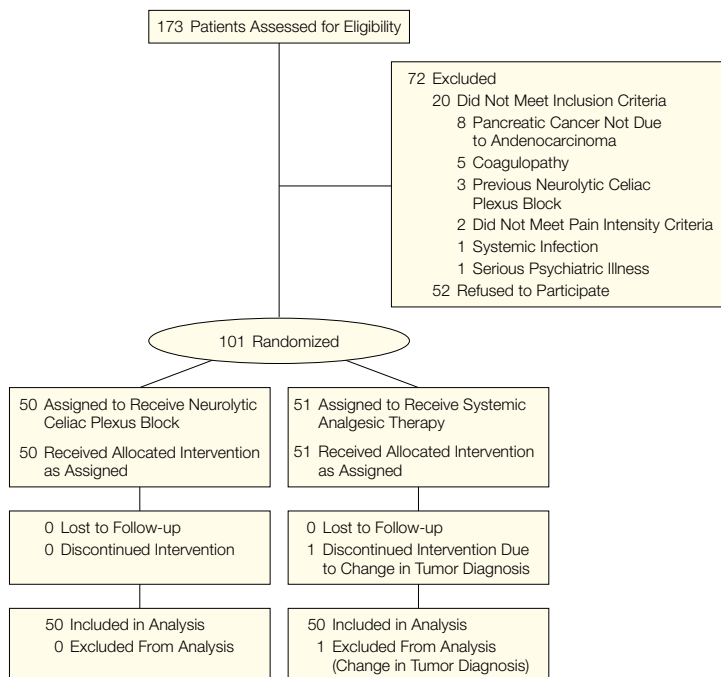 173 Patients Assessed for Eligibility
72 Excluded
20 Did Not Meet Inclusion Criteria
8 Pancreatic Cancer Not Due
to Andenocarcinoma
5 Coagulopathy
3 Previous Neurolytic Celiac
Plexus Block
2 Did Not Meet Pain Intensity Criteria
1 Systemic Infection
1 Serious Psychiatric Illness
52 Refused to Participate
101 Randomized
50 Assigned to Receive Neurolytic
Celiac Plexus Block
50 Received Allocated Intervention
as Assigned
51 Assigned to Receive Systemic
Analgesic Therapy
51 Received Allocated Intervention
as Assigned
0 Lost to Follow-up
0 Discontinued Intervention
0 Lost to Follow-up
1 Discontinued Intervention Due
to Change in Tumor Diagnosis
50 Included in Analysis
0 Excluded From Analysis
50 Included in Analysis
1 Excluded From Analysis
(Change in Tumor Diagnosis)